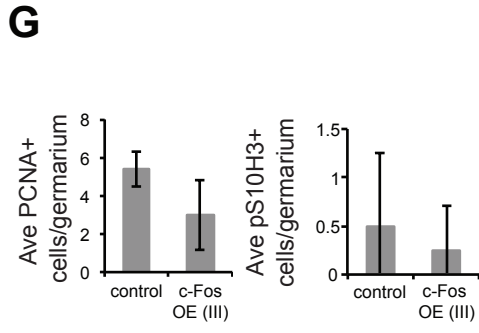 G
Ave PCNA+
cells/germarium
8
6
4
2
0
control
c-Fos
OE (III)
Ave pS10H3+
cells/germarium
1.5
1
0.5
0
control
c-Fos
OE (III)